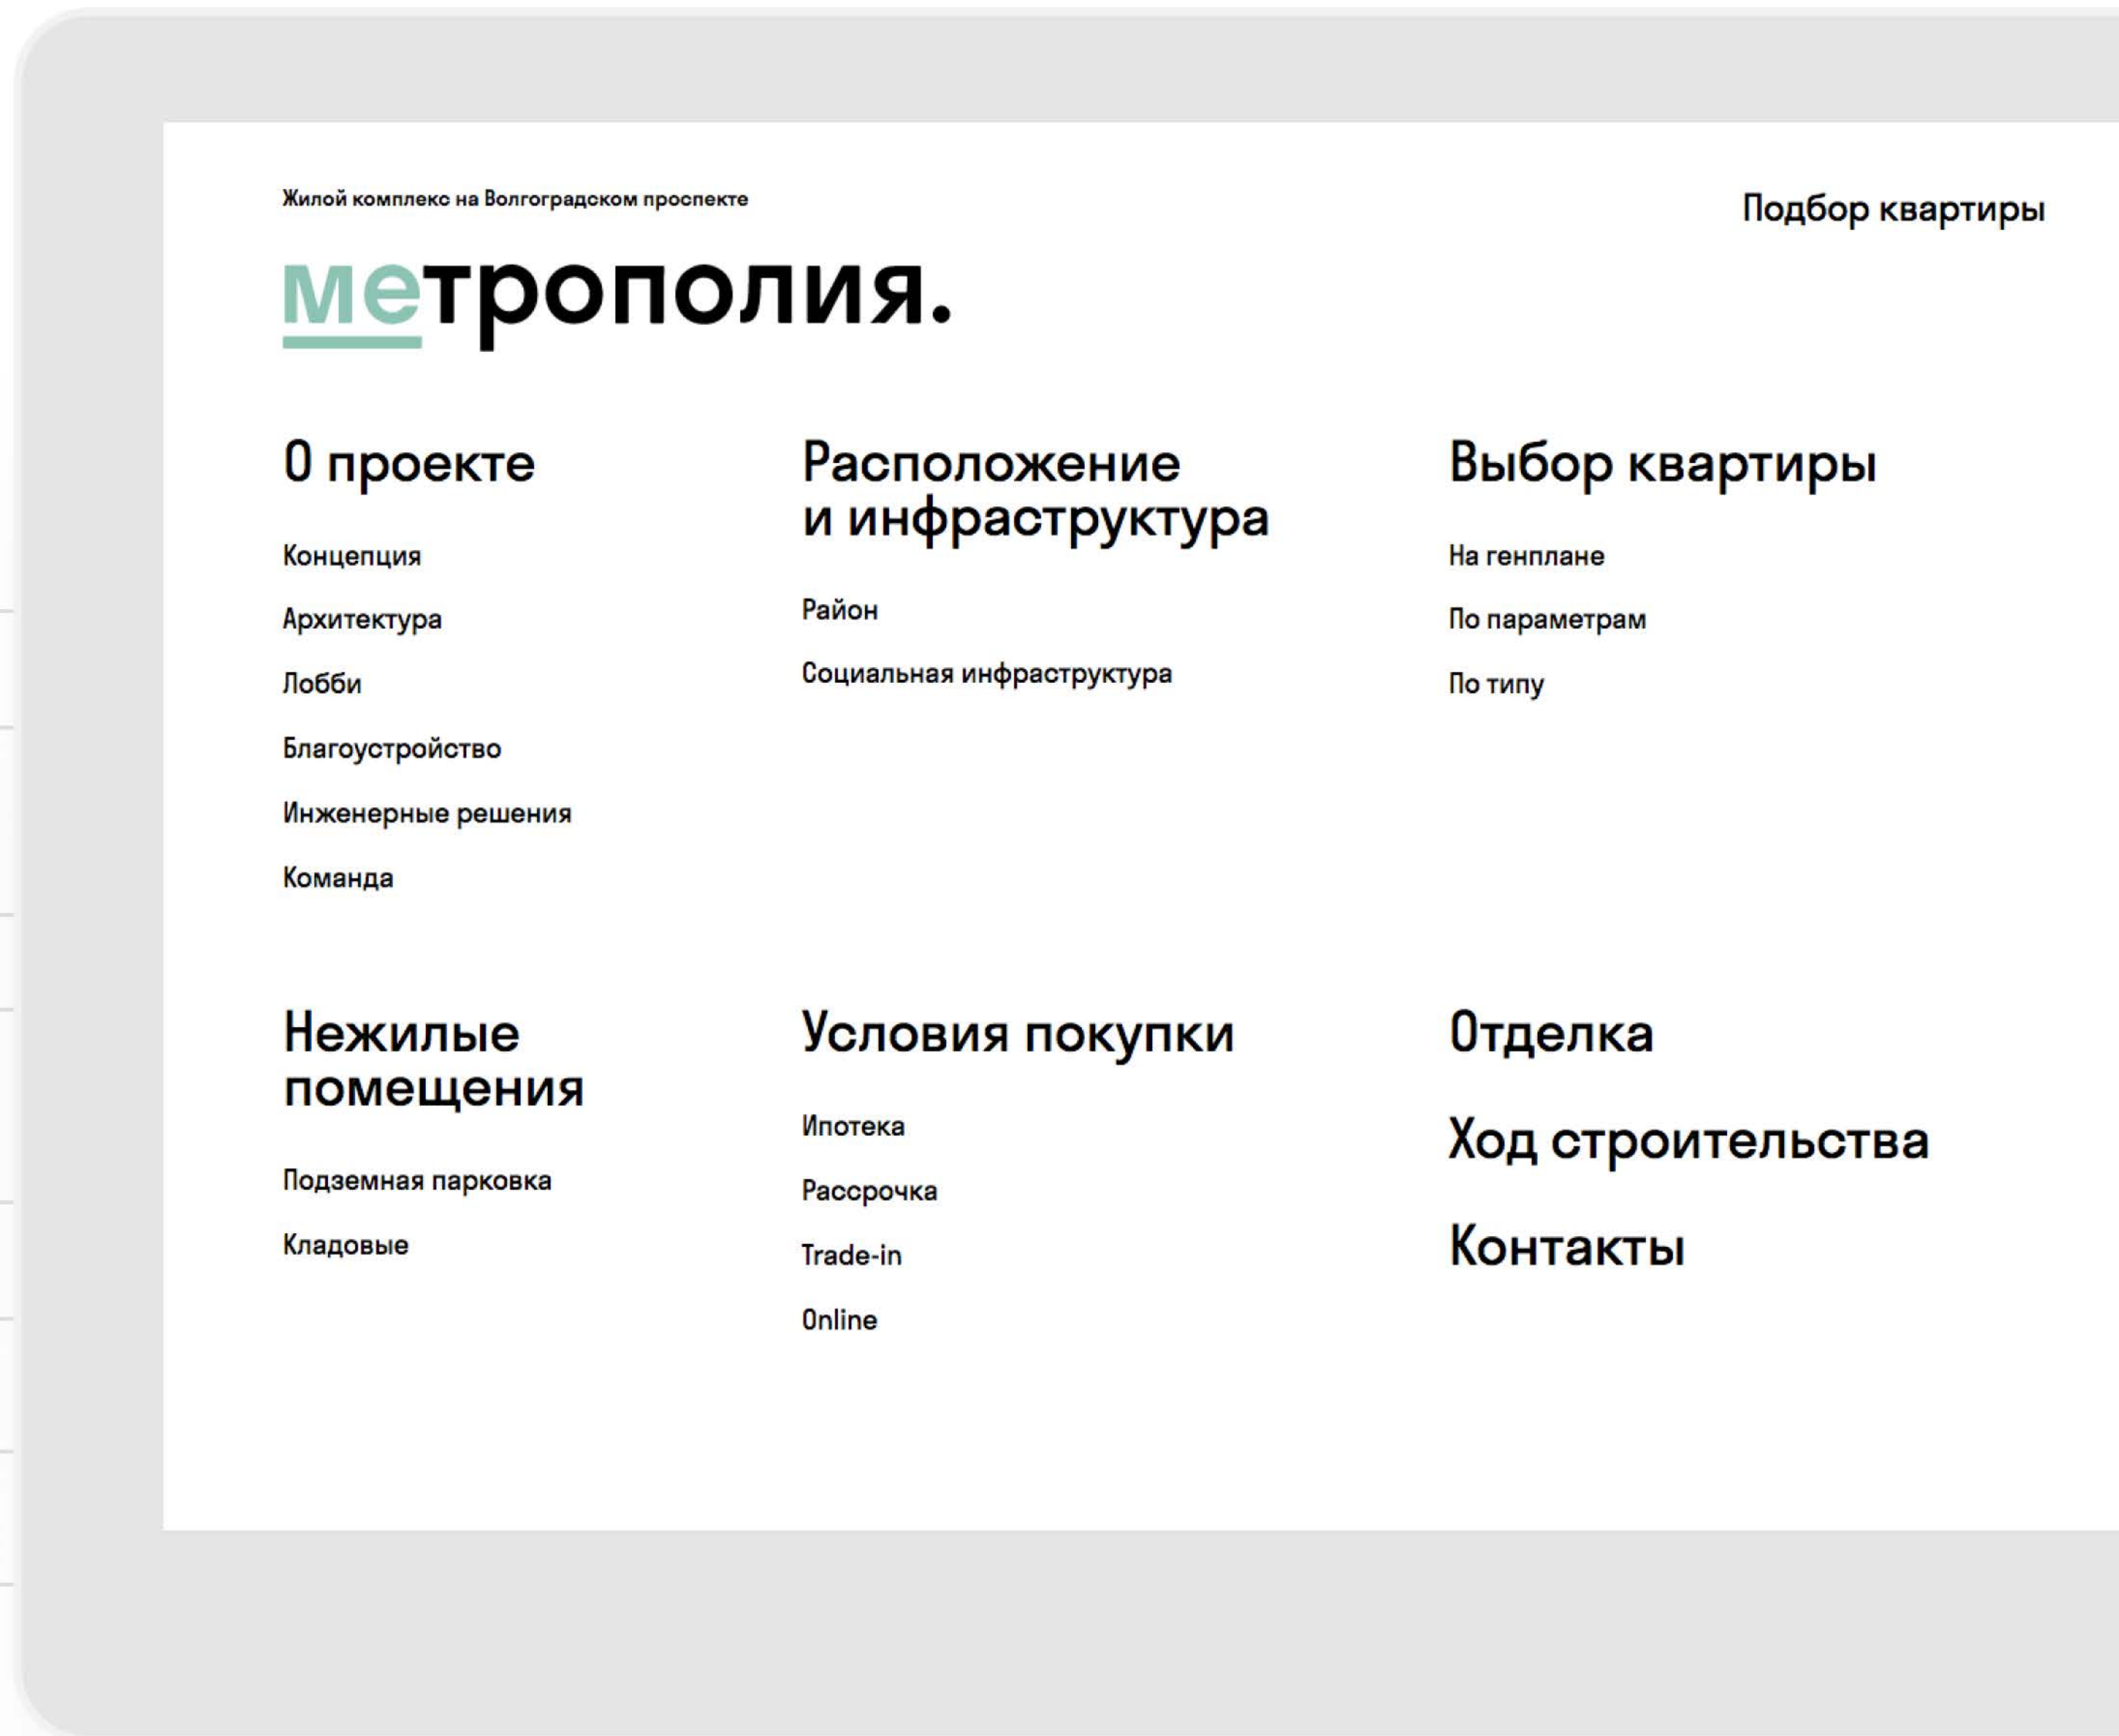 Жилой комплекс на Волгоградском проспекте
Подбор квартиры
метрополия.
О проекте
Концепция
Архитектура
Лобби
Благоустройство
Инженерные решения
Команда
Расположение
и инфраструктура
Район
Социальная инфраструктура
Выбор квартиры
На генплане
По параметрам
По типу
Нежилые
помещения
Подземная парковка
Кладовые
Условия покупки
Ипотека
Рассрочка
Trade-in
Online
Отделка
Ход строительства
Контакты